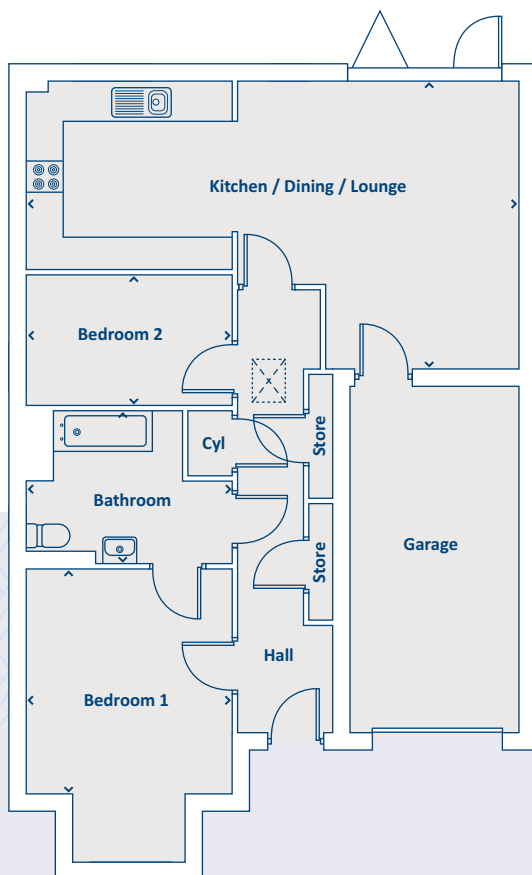 Kitchen / Dining / Lounge
Bedroom 2
x
Cyl
Store
Bathroom
Garage
Store
Hall
Bedroom 1